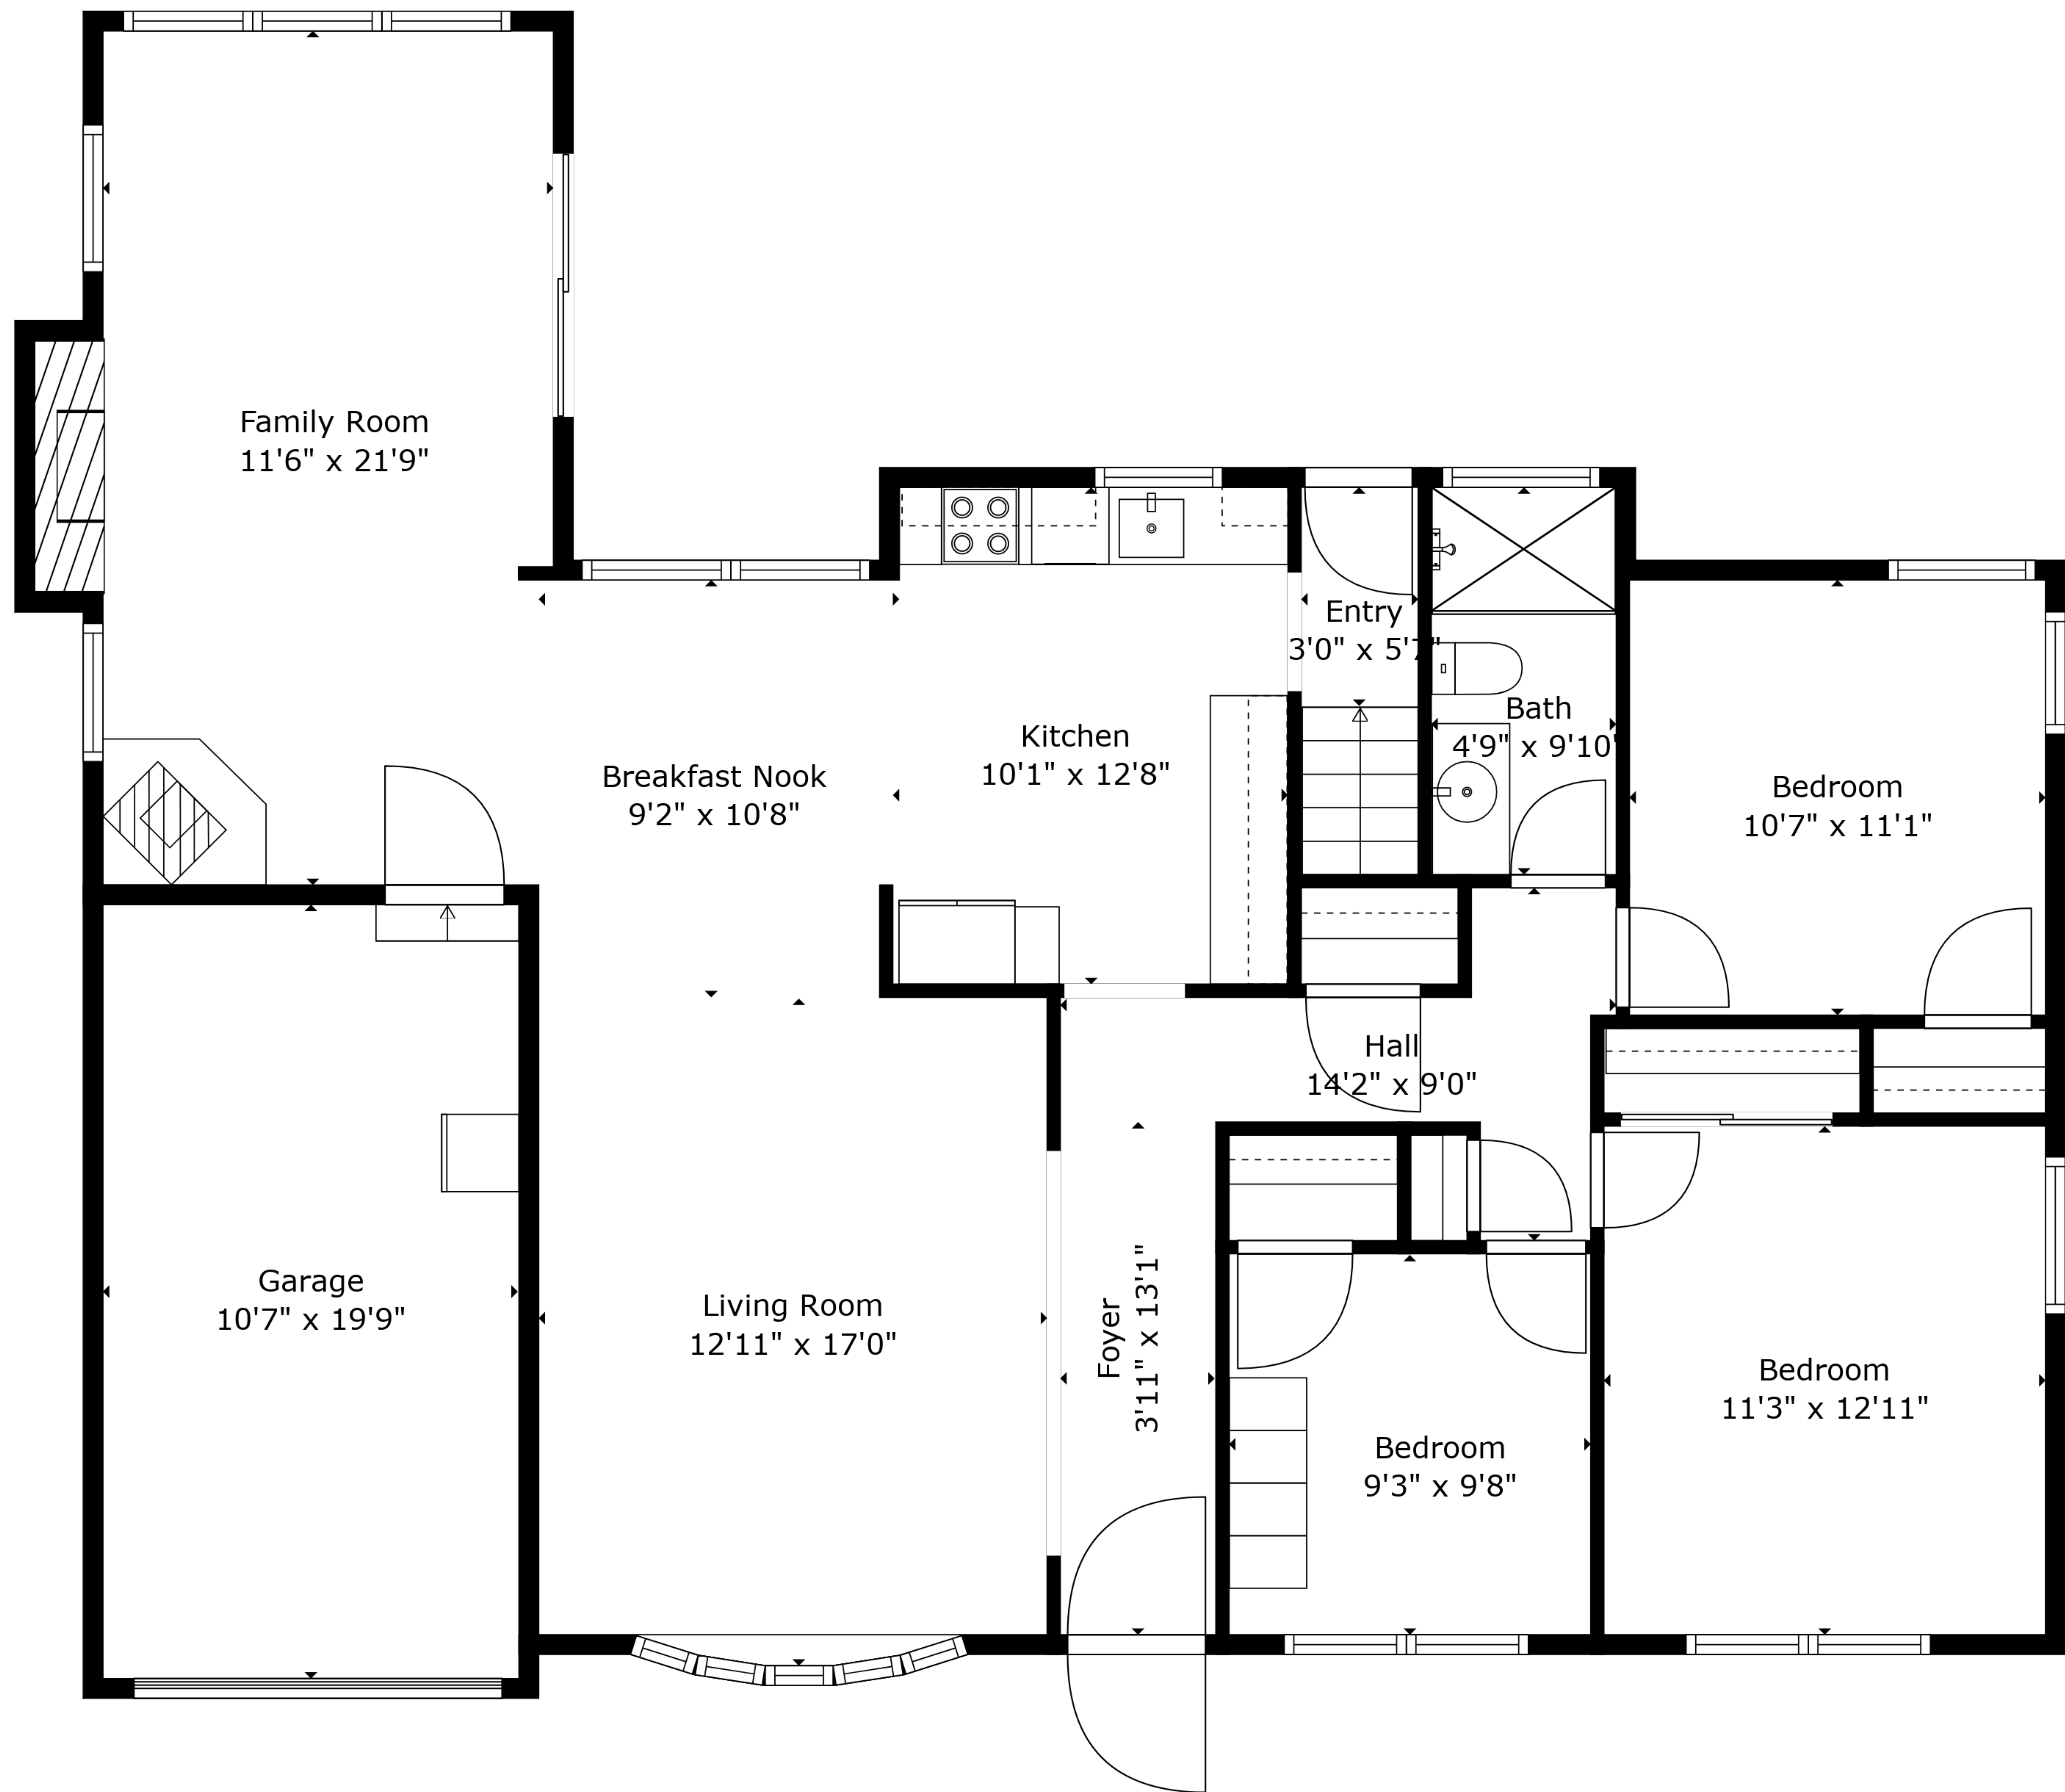 Family Room
11'6" x 21'9"
Entry
3'0" x 5'7"
Bath
4'9" x 9'10"
Kitchen
10'1" x 12'8"
Breakfast Nook
9'2" x 10'8"
Bedroom
10'7" x 11'1"
Hall
14'2" x 9'0"
Garage
10'7" x 19'9"
Living Room
12'11" x 17'0"
Foyer
3'11" x 13'1"
Bedroom
9'3" x 9'8"
Bedroom
11'3" x 12'11"